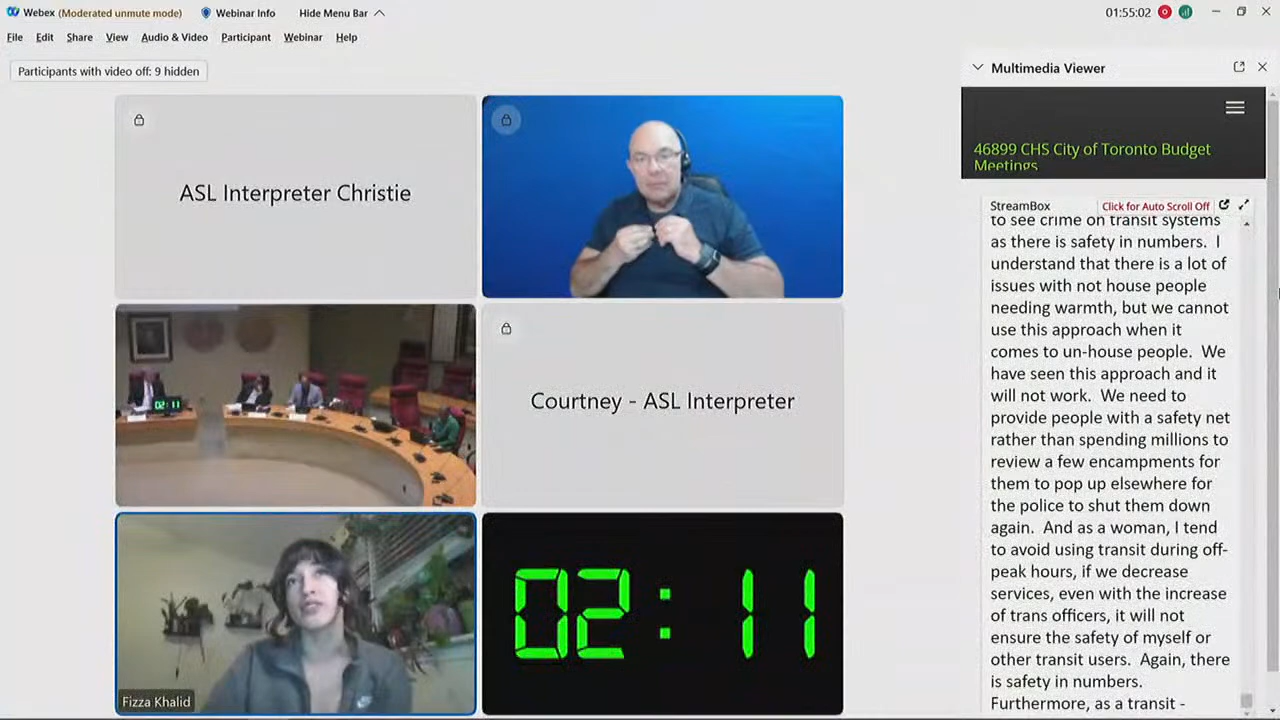 Webex (Moderated unmute mode) Webinar Info Hide Menu Bar 01:55:02
File Edit Share View Audio & Video Participant Webinar Help
Participants with video off: 9 hidden
Multimedia Viewer
ASL Interpreter Christie
46899 CHS City of Toronto Budget
Meetings
StreamBox Click for Auto Scroll Off
to see crime on transit systems
as there is safety in numbers. I
understand that there is a lot of
issues with not house people
needing warmth, but we cannot
use this approach when it
comes to un-house people. We
have seen this approach and it
will not work. We need to
provide people with a safety net
rather than spending millions to
review a few encampments for
them to pop up elsewhere for
the police to shut them down
again. And as a woman, I tend
to avoid using transit during off-
peak hours, if we decrease
services, even with the increase
of trans officers, it will not
ensure the safety of myself or
other transit users. Again, there
is safety in numbers.
Furthermore, as a transit -
02:11
Courtney - ASL Interpreter
Fizza Khalid
02:11